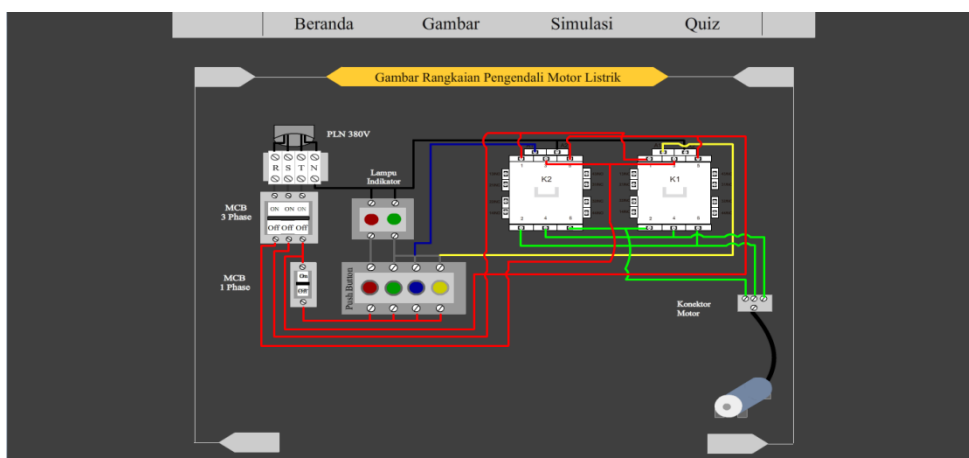 Beranda Gambar Simulasi Quiz
Gambar Rangkaian Pengendali Motor Listrik
PLN 380V
R S T N
Lampu
Indikator
K2
K1
MCB
3 Phase
ON ON ON
Off Off Off
MCB
1 Phase
On
Off
Push Button
Konektor
Motor